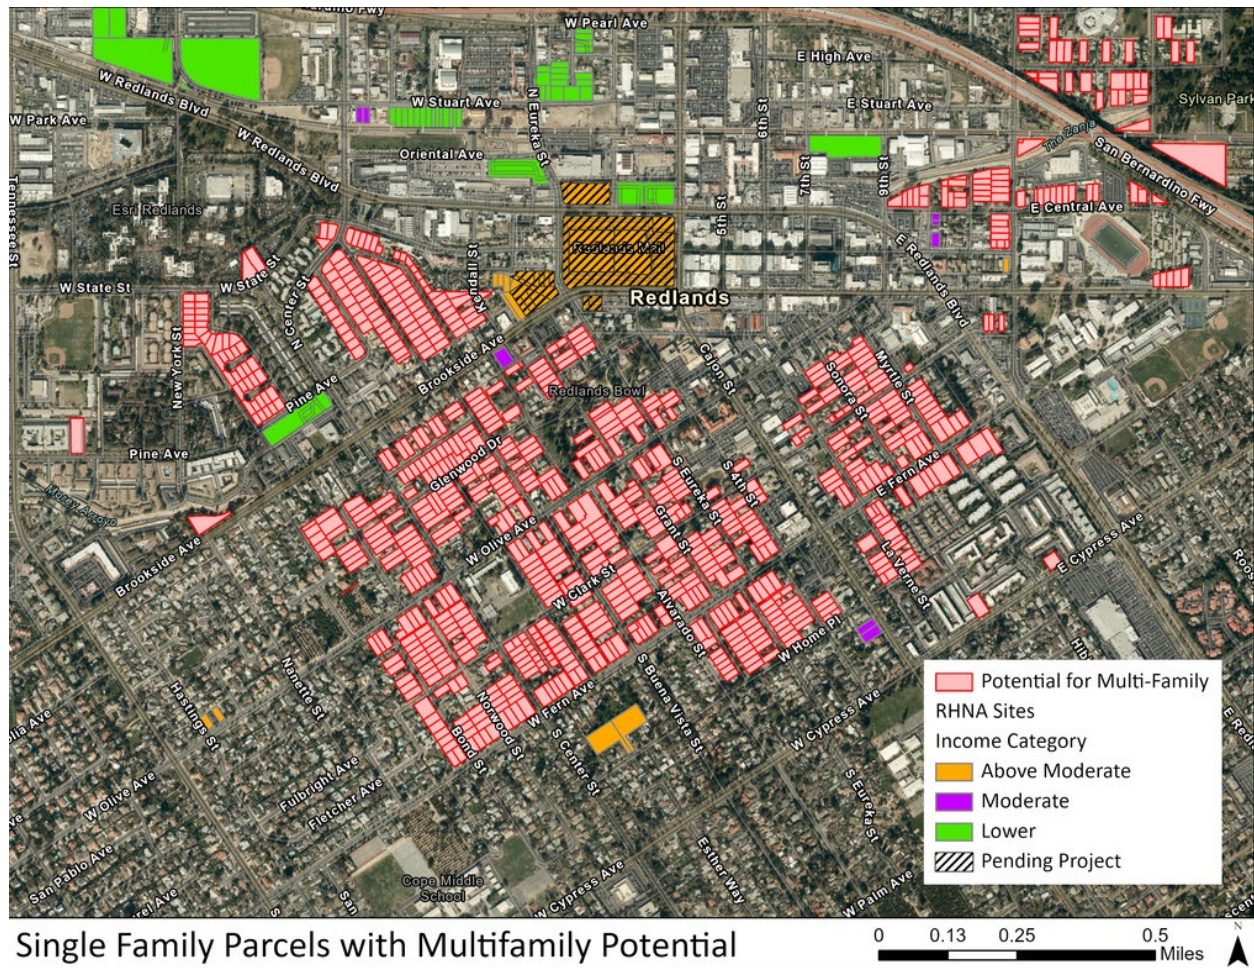 W Pearl Ave
E High Ave
W Redlands Blvd
W Stuart Ave
N Eureka St
6th St
E Stuart Ave
Sylvan Park
W Park Ave
W Redlands Blvd
Oriental Ave
The Zanja
San Bernardino Fwy
7th St
9th St
Tennessee St
Esri Redlands
5th St
E Central Ave
Redlands Mall
E Redlands Blvd
W State St
W State St
Kendall St
N Center St
Redlands
New York St
Brookside Ave
Cajon St
Myrtle St
Sonora St
Redlands Bowl
Pine Ave
Pine Ave
Glenwood Dr
S Eureka St
S 4th St
E Fern Ave
Morey Arroyo
Grant St
W Olive Ave
E Cypress Ave
Brookside Ave
W Clark St
La Verne St
Alvarado St
W Home Pl
Nanette St
Hastings St
Norwood St
W Fern Ave
S Buena Vista St
W Cypress Ave
Bond St
S Center St
Fulbright Ave
W Olive Ave
Fletcher Ave
S Eureka St
San Pablo Ave
Cope Middle
School
Esther Way
W Cypress Ave
W Palm Ave
Potential for Multi-Family
RHNA Sites
Income Category
Above Moderate
Moderate
Lower
Pending Project
Single Family Parcels with Multifamily Potential
0 0.13 0.25 0.5
Miles
N